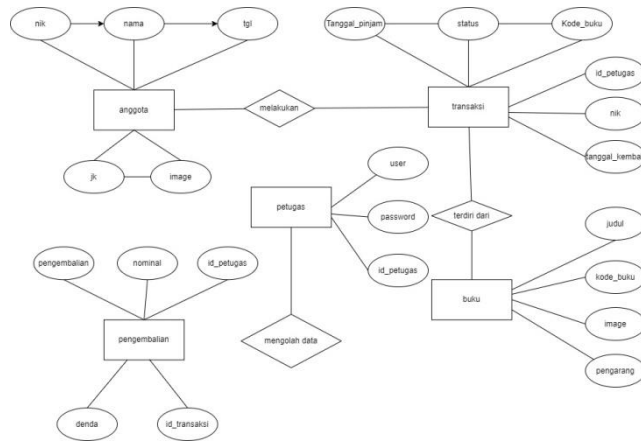 nik
nama
tgl
Tanggal_pinjam
status
Kode_buku
anggota
melakukan
transaksi
id_petugas
nik
tanggal_kembali
jk
image
user
petugas
password
id_petugas
terdiri dari
judul
kode_buku
image
pengarang
buku
pengembalian
nominal
id_petugas
pengembalian
mengolah data
denda
id_transaksi